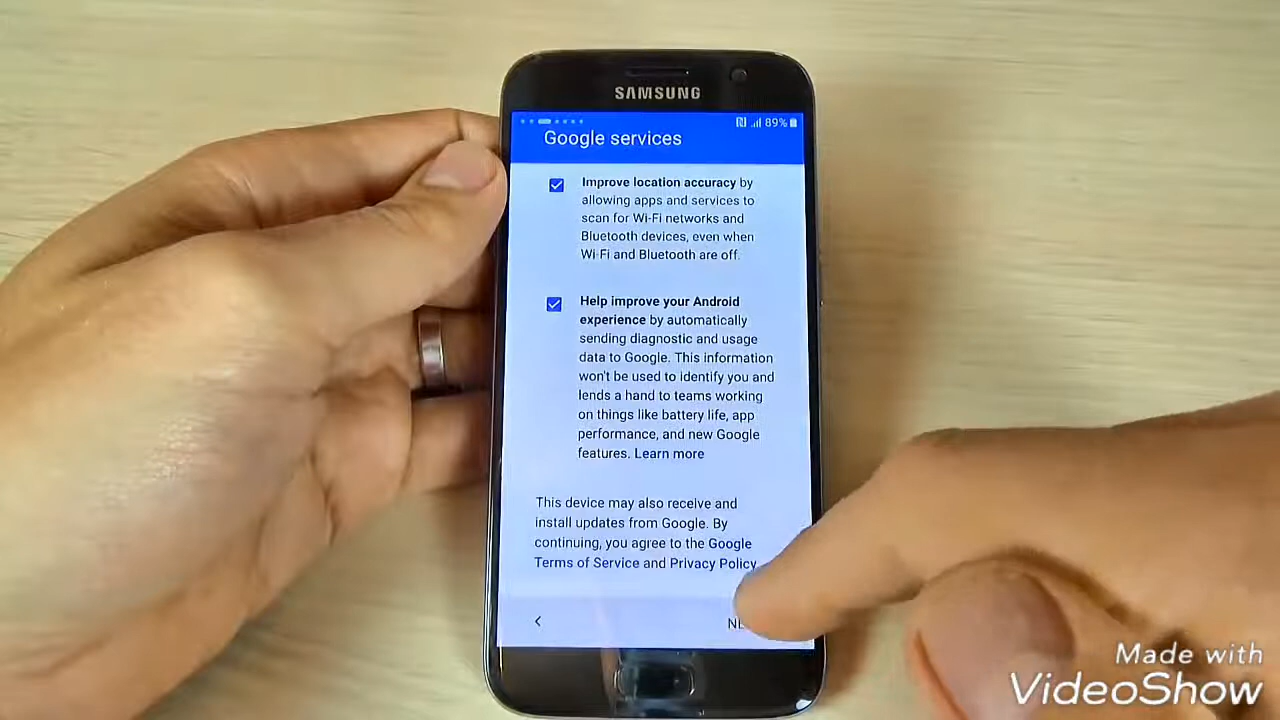 SAMSUNG
89%
Google services
Improve location accuracy by
allowing apps and services to
scan for Wi-Fi networks and
Bluetooth devices, even when
Wi-Fi and Bluetooth are off.
Help improve your Android
experience by automatically
sending diagnostic and usage
data to Google. This information
won't be used to identify you and
lends a hand to teams working
on things like battery life, app
performance, and new Google
features. Learn more
This device may also receive and
install updates from Google. By
continuing, you agree to the Google
Terms of Service and Privacy Policy
Made with
VideoShow